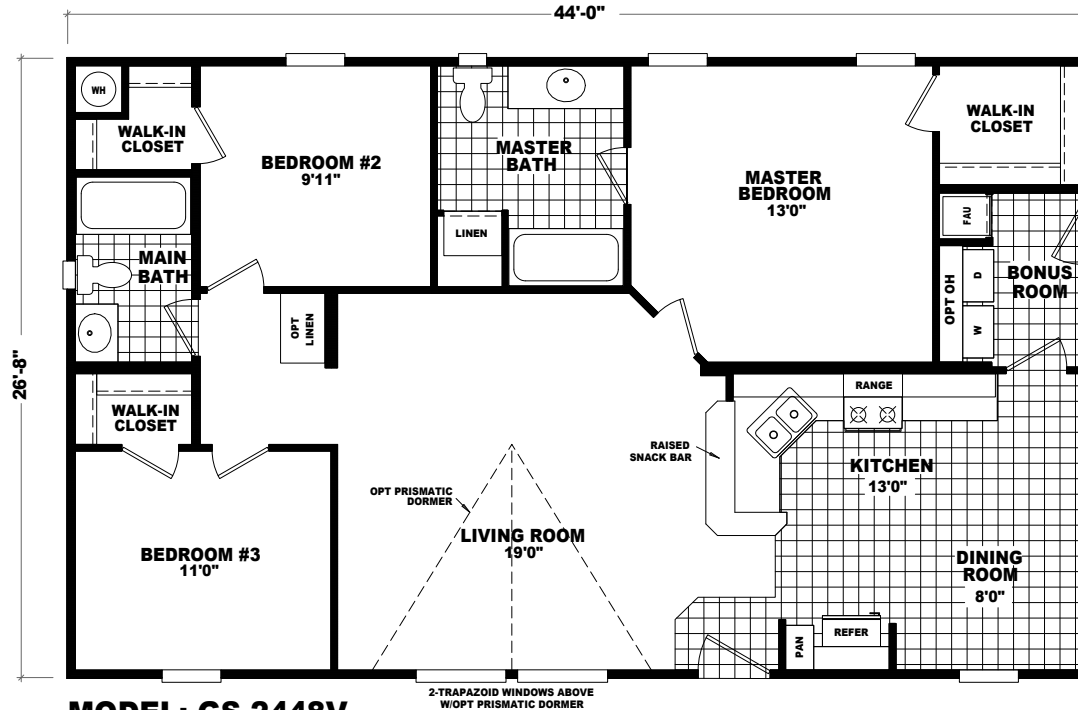 44'-0"
26'-8"
WH
WALK-IN
CLOSET
BEDROOM #2
9'11"
MASTER
BATH
LINEN
MASTER
BEDROOM
13'0"
WALK-IN
CLOSET
FAU
OPT OH
D
W
BONUS
ROOM
MAIN
BATH
OPT
LINEN
WALK-IN
CLOSET
RANGE
RAISED
SNACK BAR
KITCHEN
13'0"
OPT PRISMATIC
DORMER
LIVING ROOM
19'0"
BEDROOM #3
11'0"
DINING
ROOM
8'0"
PAN
REFER
2-TRAPAZOID WINDOWS ABOVE
W/OPT PRISMATIC DORMER